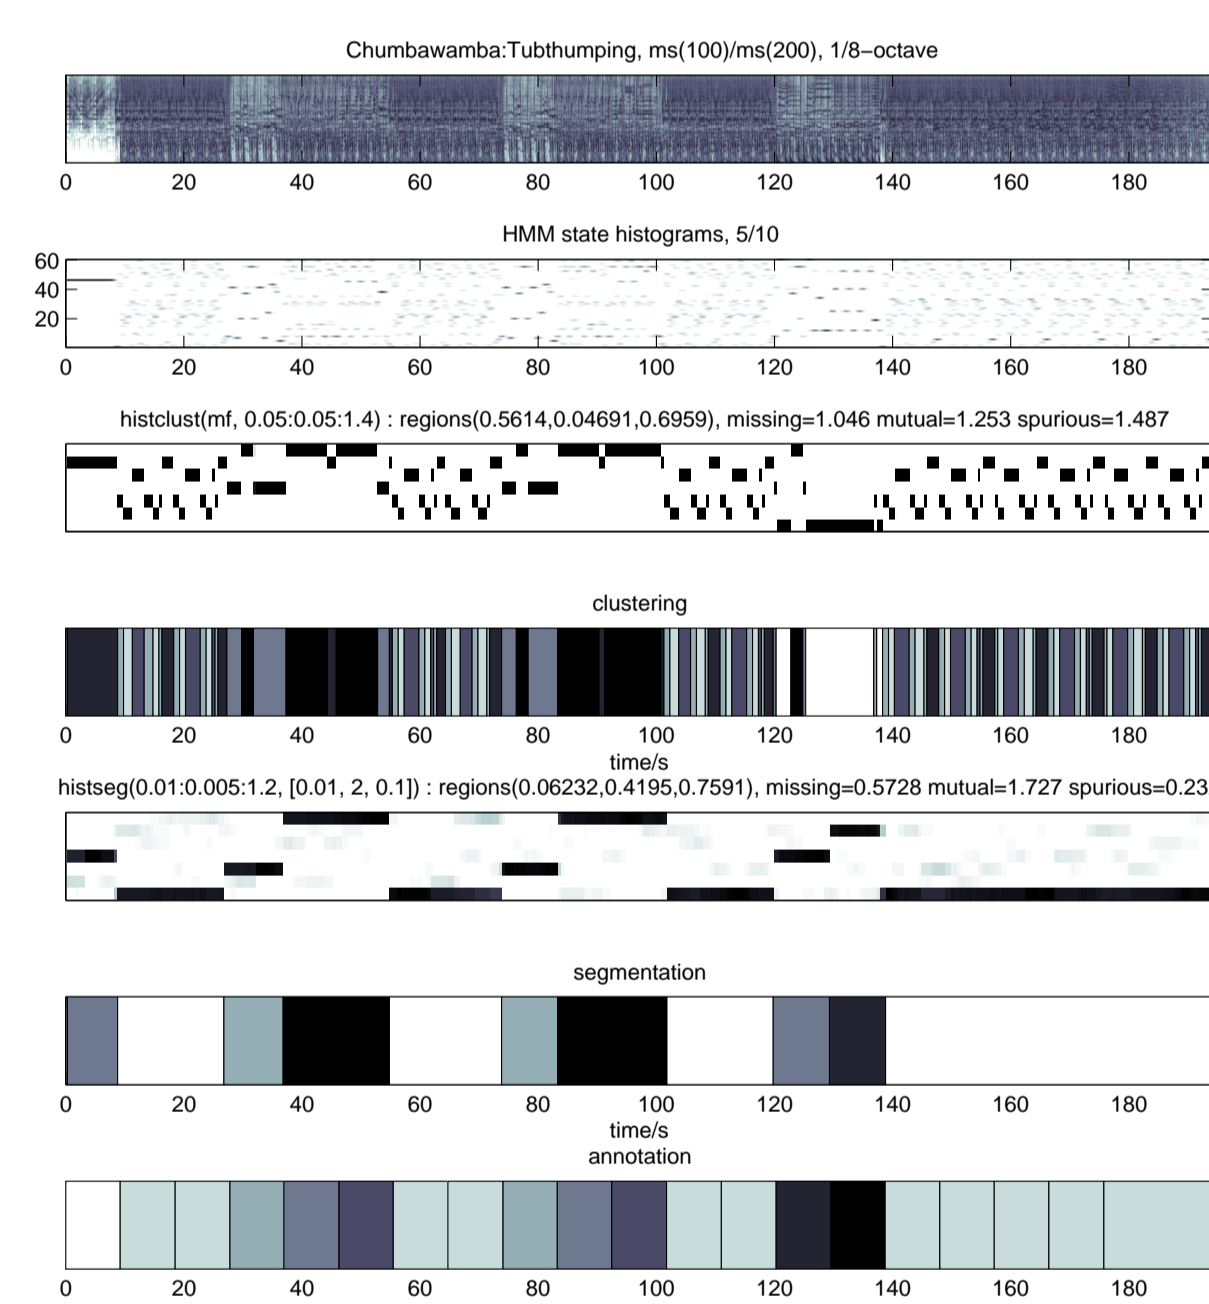 Chumbawamba:Tubthumping, ms(100)/ms(200), 1/8−octave
0 20 40 60 80 100 120 140 160 180
HMM state histograms, 5/10
60
40
20
0 20 40 60 80 100 120 140 160 180
histclust(mf, 0.05:0.05:1.4) : regions(0.5614,0.04691,0.6959), missing=1.046 mutual=1.253 spurious=1.487
clustering
0 20 40 60 80 100 120 140 160 180
time/s
histseg(0.01:0.005:1.2, [0.01, 2, 0.1]) : regions(0.06232,0.4195,0.7591), missing=0.5728 mutual=1.727 spurious=0.23
segmentation
0 20 40 60 80 100 120 140 160 180
time/s
annotation
0 20 40 60 80 100 120 140 160 180